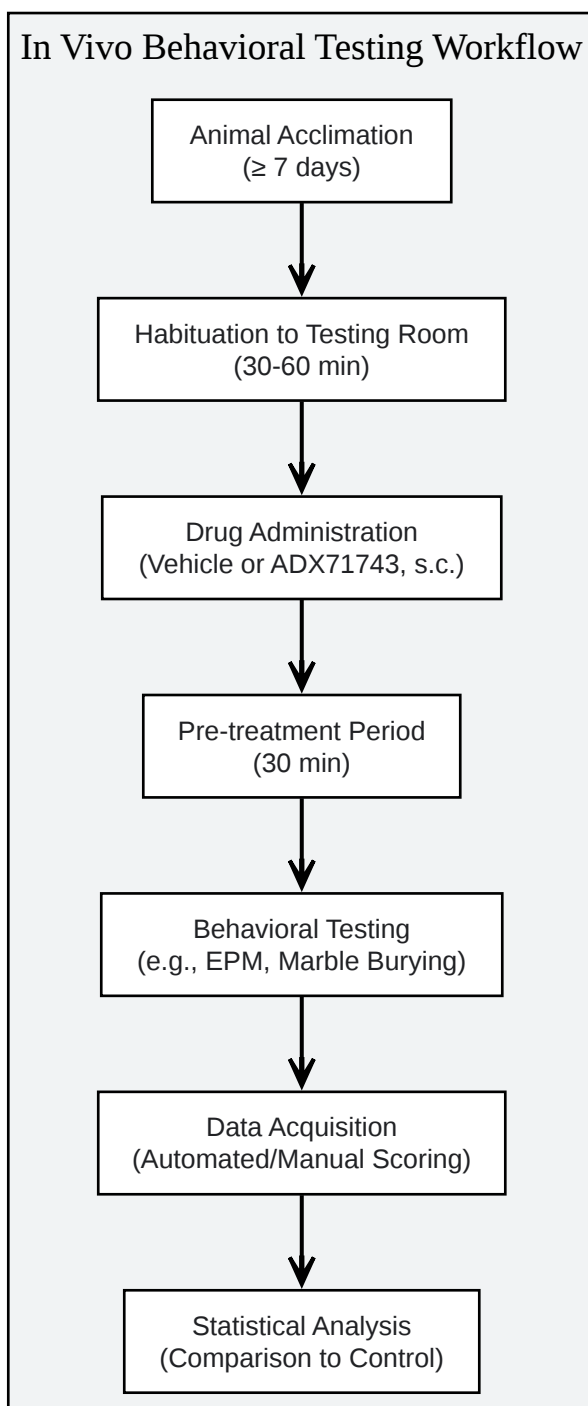 In Vivo Behavioral Testing Workflow
Animal Acclimation
(≥ 7 days)
Habituation to Testing Room
(30-60 min)
Drug Administration
(Vehicle or ADX71743, s.c.)
Pre-treatment Period
(30 min)
Behavioral Testing
(e.g., EPM, Marble Burying)
Data Acquisition
(Automated/Manual Scoring)
Statistical Analysis
(Comparison to Control)